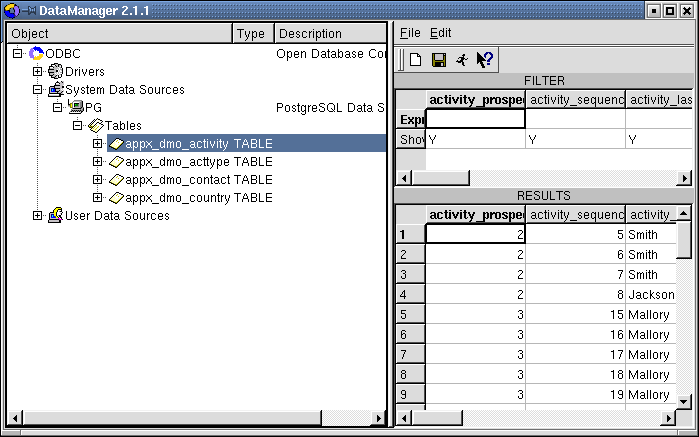 DataManager 2.1.1
Object Type Description
ODBC Open Database Con
Drivers
System Data Sources
PG PostgreSQL Data S
Tables
appx_dmo_activity TABLE
appx_dmo_acttype TABLE
appx_dmo_contact TABLE
appx_dmo_country TABLE
User Data Sources
File Edit
FILTER
activity_prospe activity_sequenc activity_las
Expr
Show Y Y Y
RESULTS
activity_prospe activity_sequenc activity_
1 2 5 Smith
2 2 6 Smith
3 2 7 Smith
4 2 8 Jackson
5 3 15 Mallory
6 3 16 Mallory
7 3 17 Mallory
8 3 18 Mallory
9 3 19 Mallory